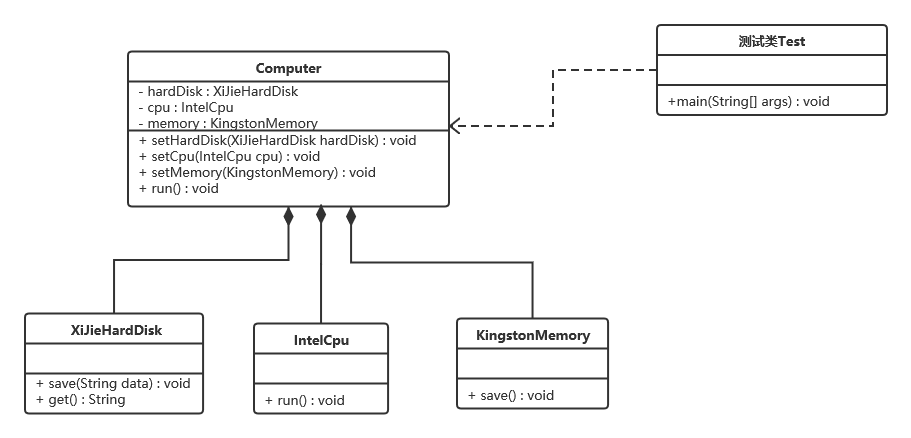 Computer
- hardDisk : XiJieHardDisk
- cpu : IntelCpu
- memory : KingstonMemory
+ setHardDisk(XiJieHardDisk hardDisk) : void
+ setCpu(IntelCpu cpu) : void
+ setMemory(KingstonMemory) : void
+ run() : void
测试类Test
+main(String[] args) : void
XiJieHardDisk
+ save(String data) : void
+ get() : String
IntelCpu
+ run() : void
KingstonMemory
+ save() : void